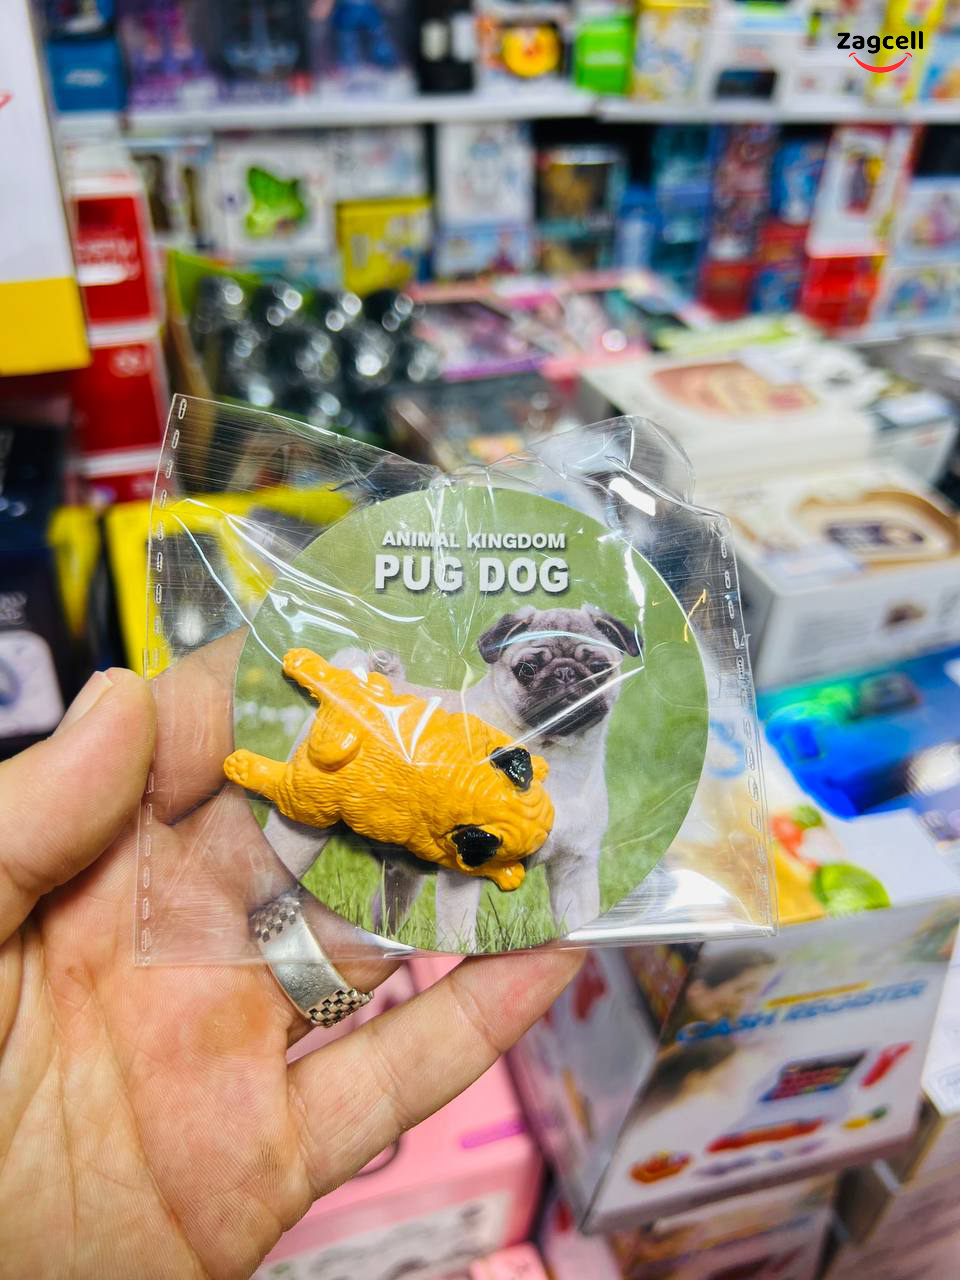 Zagcell
ANIMAL KINGDOM
PUG DOG
CASH REGISTER